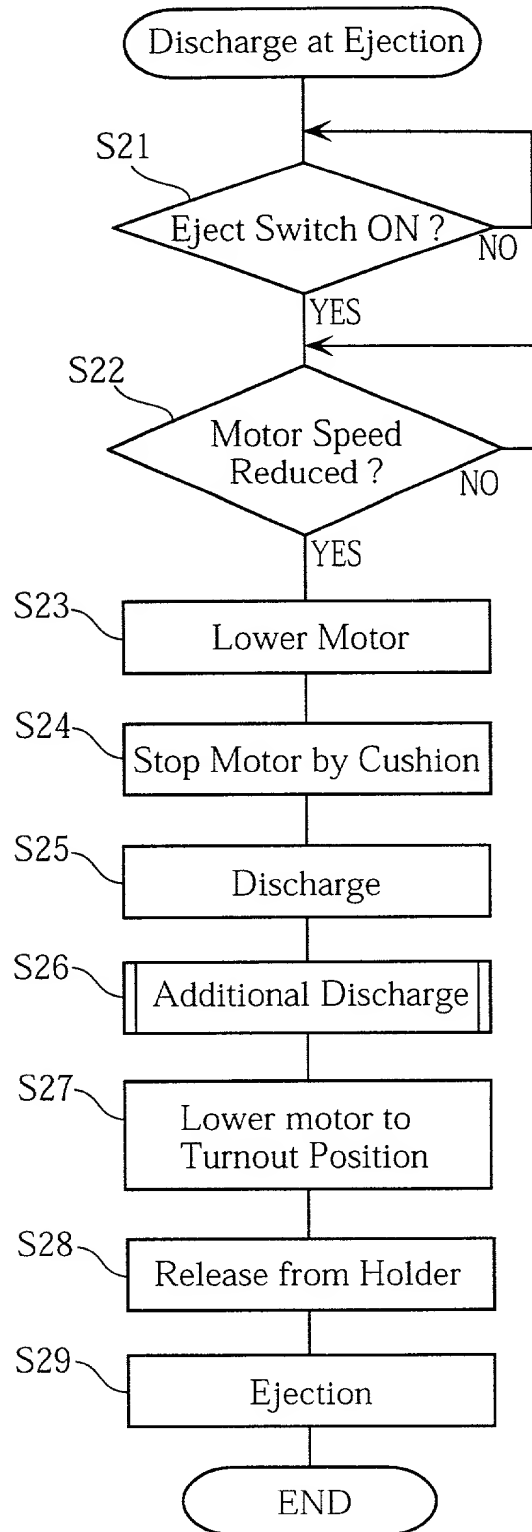 Discharge at Ejection
S21
Eject Switch ON ?
NO
YES
S22
Motor Speed
Reduced ?
NO
YES
S23
Lower Motor
S24
Stop Motor by Cushion
S25
Discharge
S26
Additional Discharge
S27
Lower motor to
Turnout Position
S28
Release from Holder
S29
Ejection
END